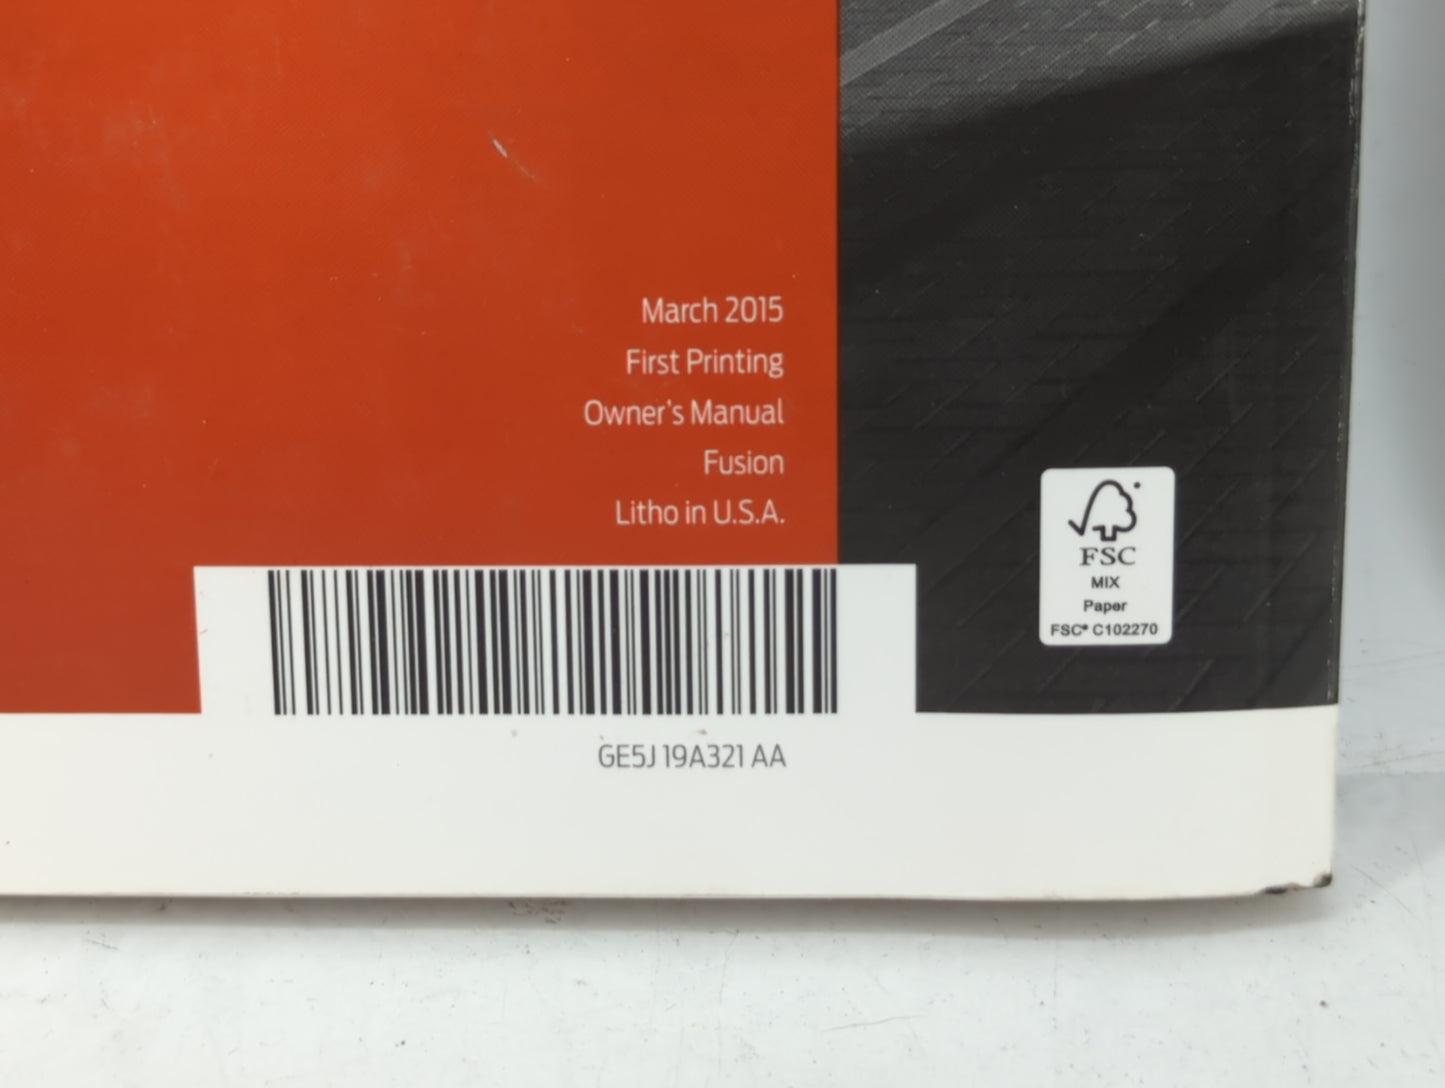 March 2015
First Printing
Owner's Manual
Fusion
Litho in U.S.A.
FSC
MIX
Paper
FSC® C102270
GE5J 19A321 AA